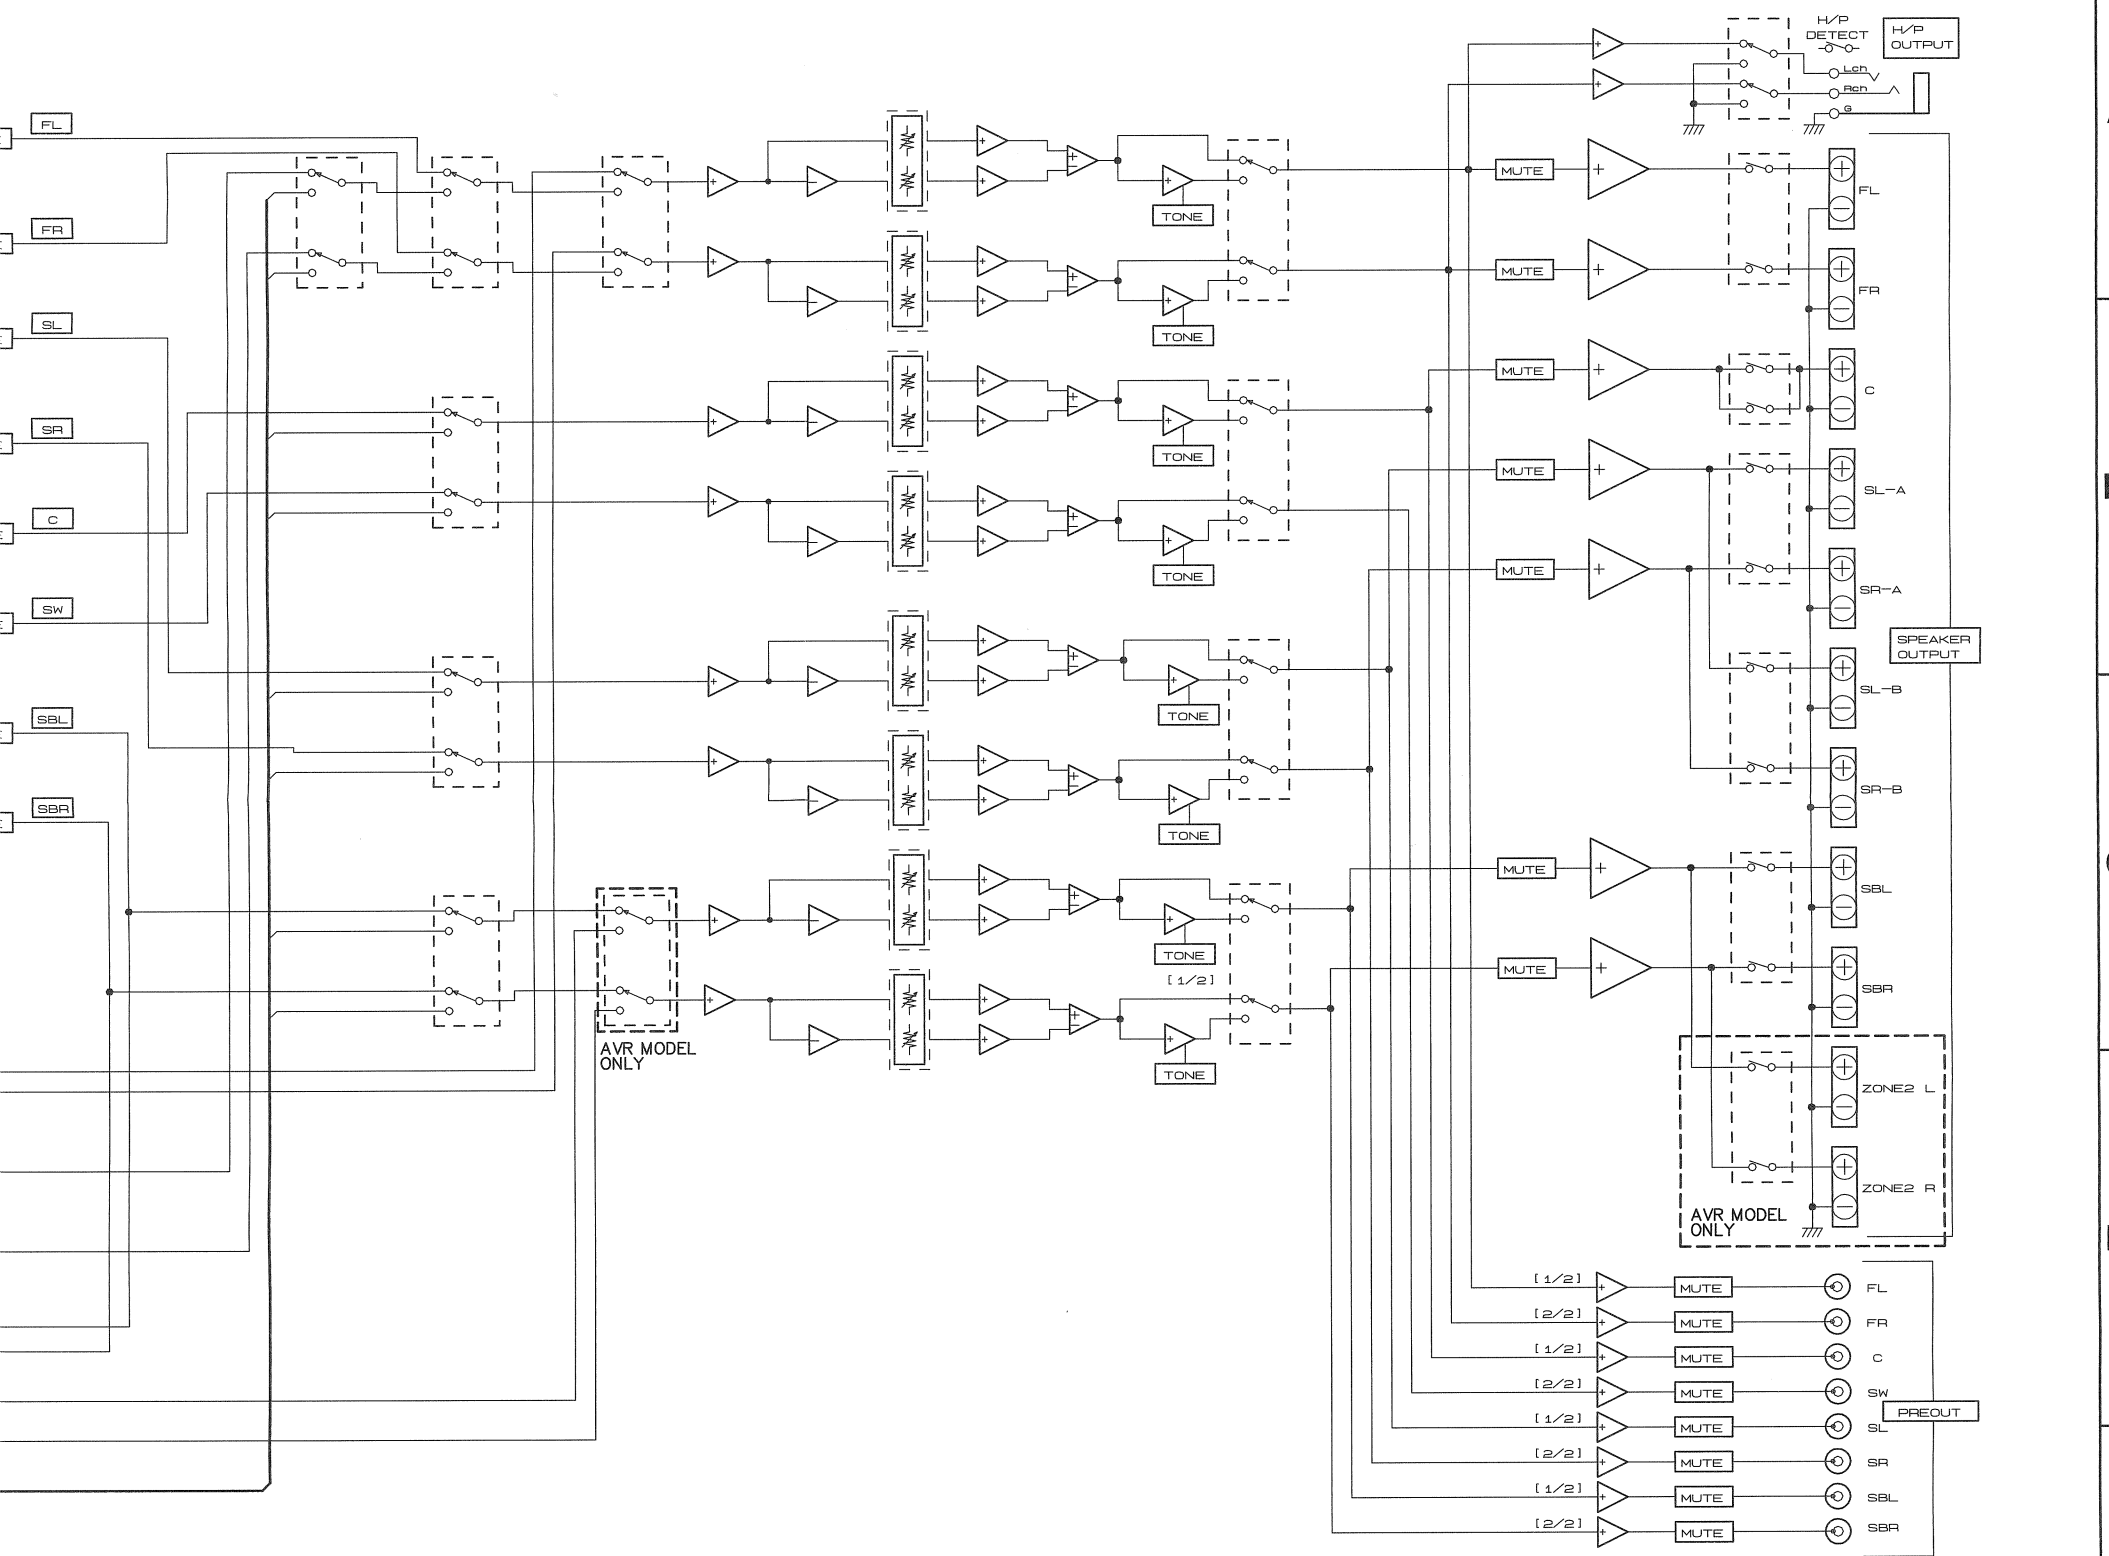 H/P
DETECT
H/P
OUTPUT
Lch
Rch
G
FL
FR
SL
SR
C
SW
SBL
SBR
TONE
TONE
TONE
TONE
TONE
TONE
TONE
[1/2]
TONE
AVR MODEL
ONLY
MUTE
FL
MUTE
FR
MUTE
C
MUTE
SL-A
MUTE
SR-A
SPEAKER
OUTPUT
SL-B
SR-B
MUTE
SBL
MUTE
SBR
ZONE2 L
ZONE2 R
AVR MODEL
ONLY
[1/2] MUTE FL
[2/2] MUTE FR
[1/2] MUTE C
[2/2] MUTE SW
PREOUT
[1/2] MUTE SL
[2/2] MUTE SR
[1/2] MUTE SBL
[2/2] MUTE SBR